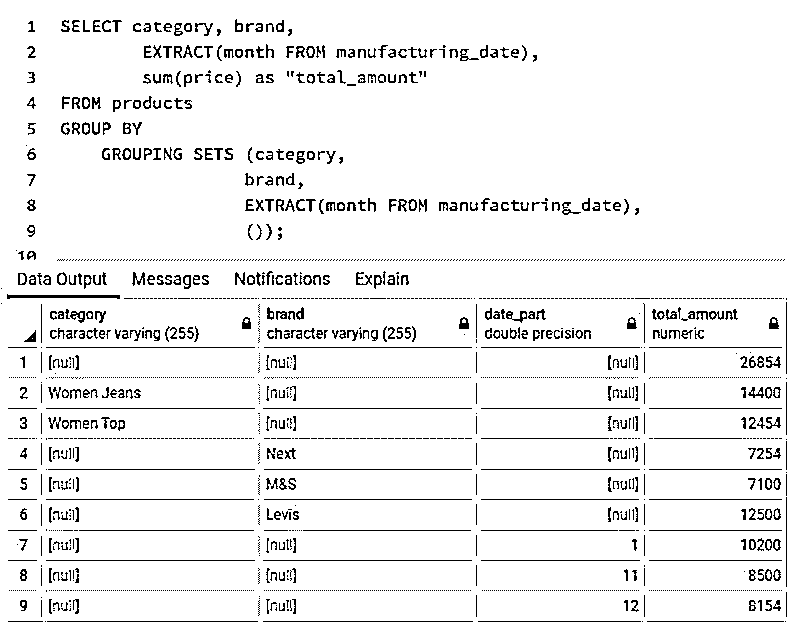 1 SELECT category, brand,
2 EXTRACT(month FROM manufacturing_date),
3 sum(price) as "total_amount"
4 FROM products
5 GROUP BY
6 GROUPING SETS (category,
7 brand,
8 EXTRACT(month FROM manufacturing_date),
9 ());
10
Data Output Messages Notifications Explain
category brand date_part total_amount
character varying (255) character varying (255) double precision numeric
1 [null] [null] [null] 26854
2 Women Jeans [null] [null] 14400
3 Women Top [null] [null] 12454
4 [null] Next [null] 7254
5 [null] M&S [null] 7100
6 [null] Levis [null] 12500
7 [null] [null] 1 10200
8 [null] [null] 11 8500
9 [null] [null] 12 8154